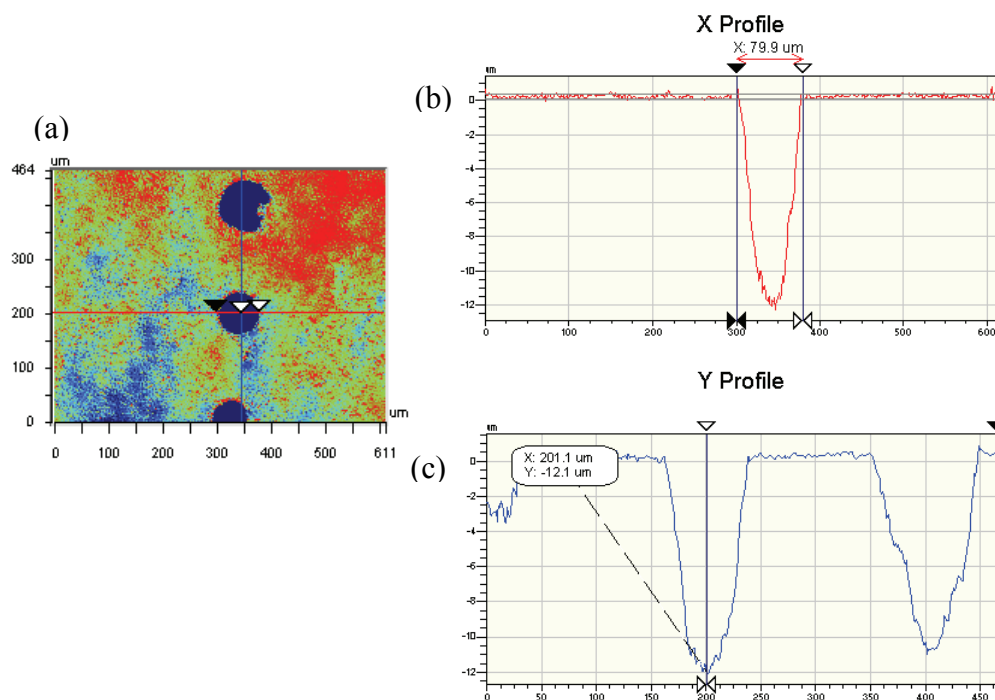 (a)
um
464
300
200
100
0
um
0 100 200 300 400 500 611
(b)
X Profile
X: 79.9 um
um
0
-2
-4
-6
-8
-10
-12
0 100 200 300 400 500 600
(c)
Y Profile
um
X: 201.1 um
Y: -12.1 um
0
-2
-4
-6
-8
-10
-12
0 50 100 150 200 250 300 350 400 450